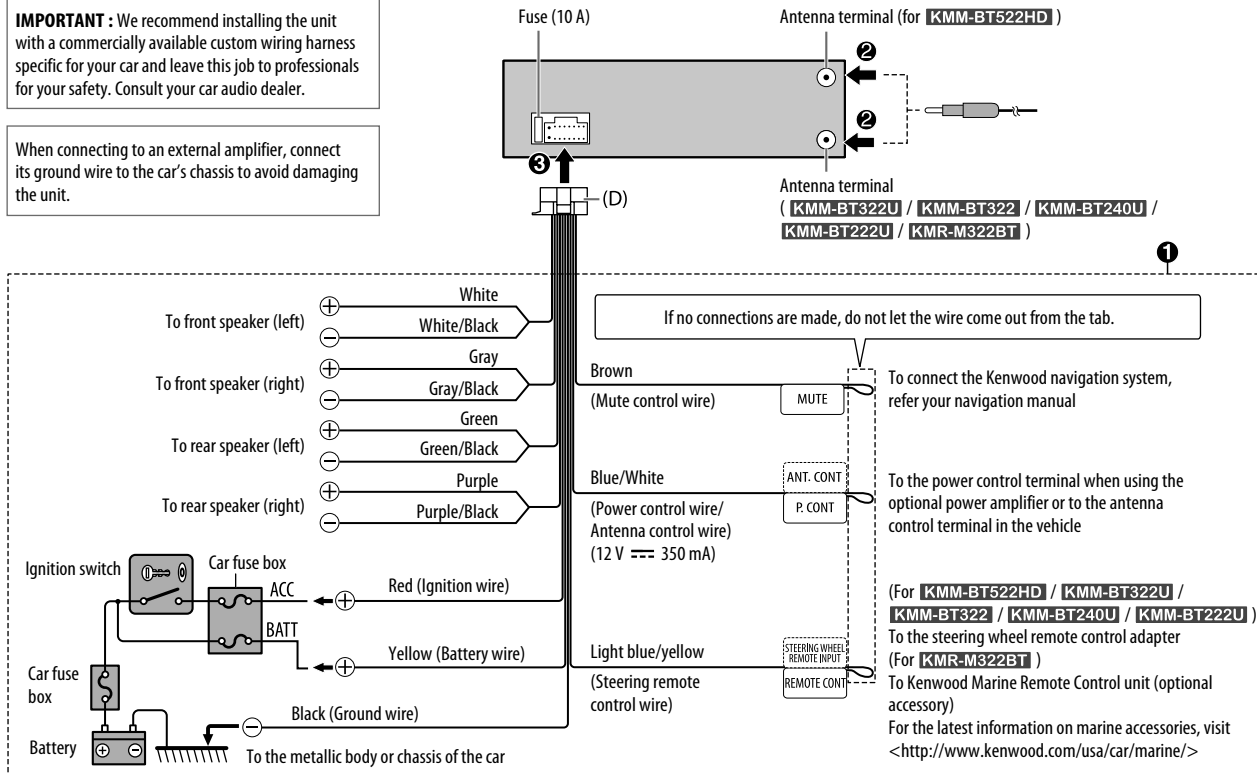 IMPORTANT : We recommend installing the unit
with a commercially available custom wiring harness
specific for your car and leave this job to professionals
for your safety. Consult your car audio dealer.
When connecting to an external amplifier, connect
its ground wire to the car's chassis to avoid damaging
the unit.
Fuse (10 A)
Antenna terminal (for KMM-BT522HD )
2
2
3
(D)
Antenna terminal
( KMM-BT322U / KMM-BT322 / KMM-BT240U /
KMM-BT222U / KMR-M322BT )
1
To front speaker (left)
White
White/Black
To front speaker (right)
Gray
Gray/Black
To rear speaker (left)
Green
Green/Black
To rear speaker (right)
Purple
Purple/Black
If no connections are made, do not let the wire come out from the tab.
Brown
(Mute control wire)
MUTE
To connect the Kenwood navigation system,
refer your navigation manual
Blue/White
(Power control wire/
Antenna control wire)
(12 V ⎓ 350 mA)
ANT. CONT
P. CONT
To the power control terminal when using the
optional power amplifier or to the antenna
control terminal in the vehicle
Ignition switch
Car fuse box
ACC
Red (Ignition wire)
BATT
Yellow (Battery wire)
Car fuse
box
Battery
Black (Ground wire)
To the metallic body or chassis of the car
Light blue/yellow
(Steering remote
control wire)
STEERING WHEEL
REMOTE INPUT
REMOTE CONT
(For KMM-BT522HD / KMM-BT322U /
KMM-BT322 / KMM-BT240U / KMM-BT222U )
To the steering wheel remote control adapter
(For KMR-M322BT )
To Kenwood Marine Remote Control unit (optional
accessory)
For the latest information on marine accessories, visit
<http://www.kenwood.com/usa/car/marine/>